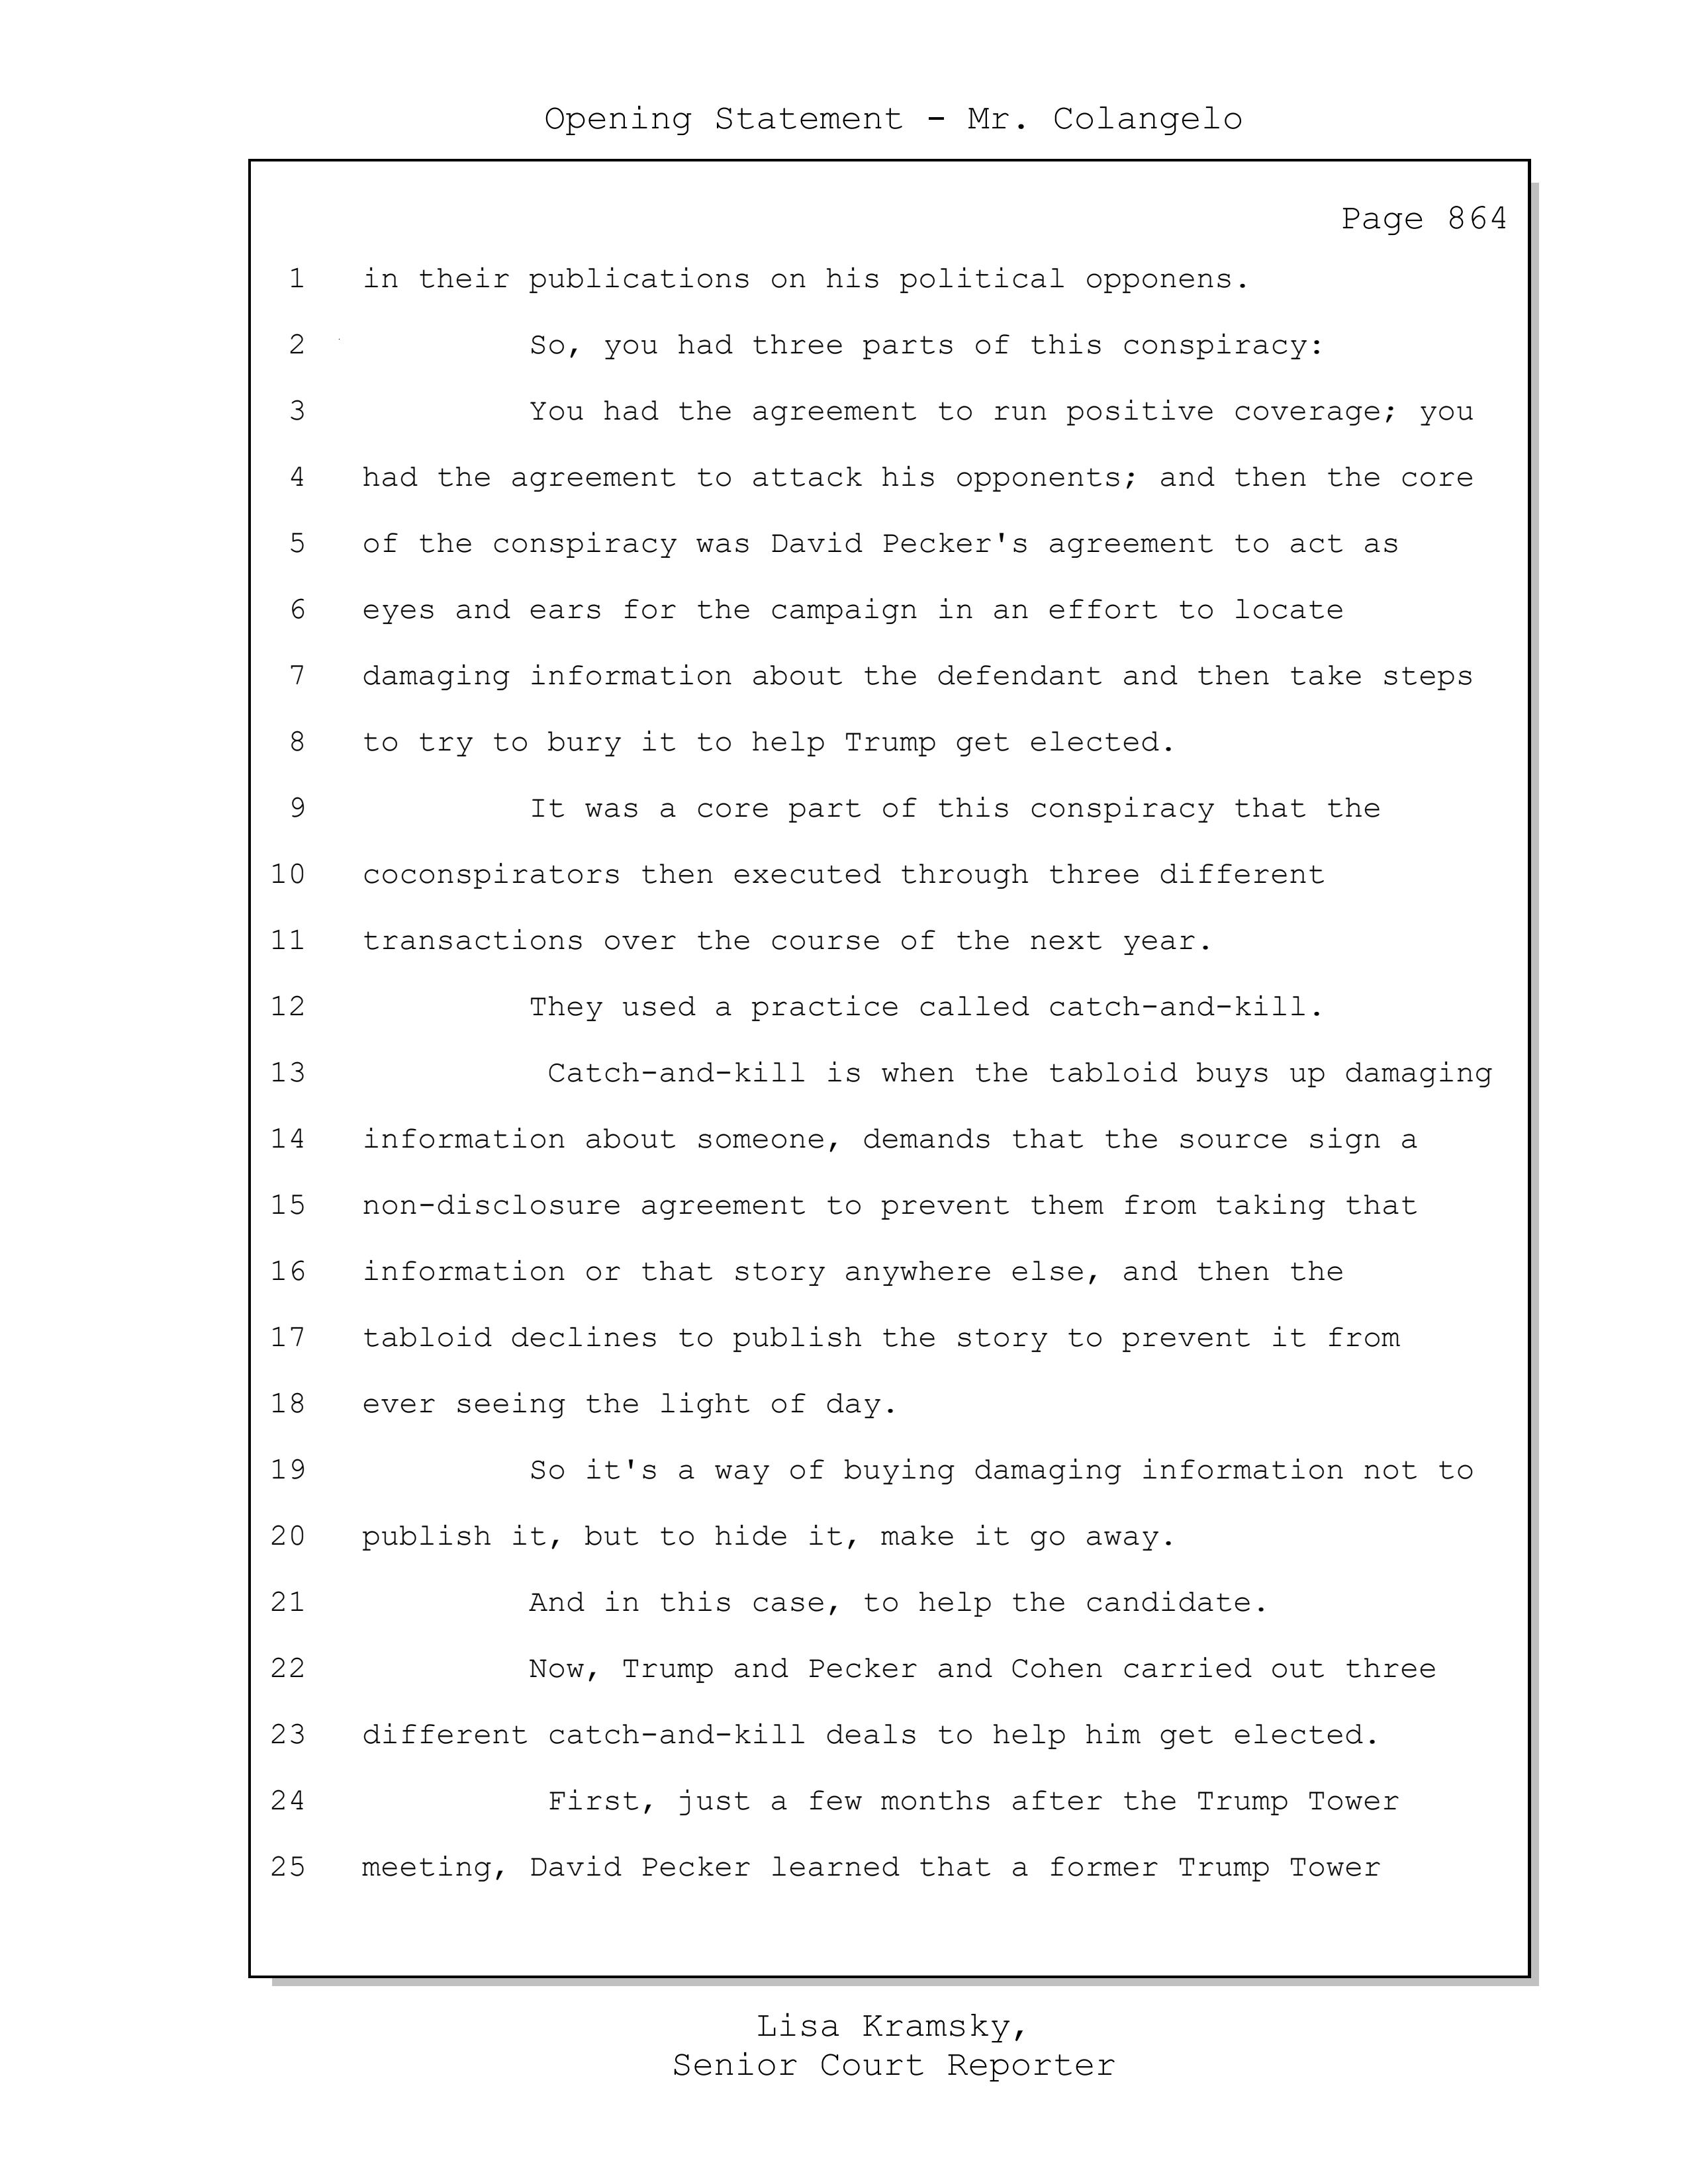 Opening Statement - Mr. Colangelo
Page 864
1 in their publications on his political opponens.
2 So, you had three parts of this conspiracy:
3 You had the agreement to run positive coverage; you
4 had the agreement to attack his opponents; and then the core
5 of the conspiracy was David Pecker's agreement to act as
6 eyes and ears for the campaign in an effort to locate
7 damaging information about the defendant and then take steps
8 to try to bury it to help Trump get elected.
9 It was a core part of this conspiracy that the
10 coconspirators then executed through three different
11 transactions over the course of the next year.
12 They used a practice called catch-and-kill.
13 Catch-and-kill is when the tabloid buys up damaging
14 information about someone, demands that the source sign a
15 non-disclosure agreement to prevent them from taking that
16 information or that story anywhere else, and then the
17 tabloid declines to publish the story to prevent it from
18 ever seeing the light of day.
19 So it's a way of buying damaging information not to
20 publish it, but to hide it, make it go away.
21 And in this case, to help the candidate.
22 Now, Trump and Pecker and Cohen carried out three
23 different catch-and-kill deals to help him get elected.
24 First, just a few months after the Trump Tower
25 meeting, David Pecker learned that a former Trump Tower
Lisa Kramsky,
Senior Court Reporter